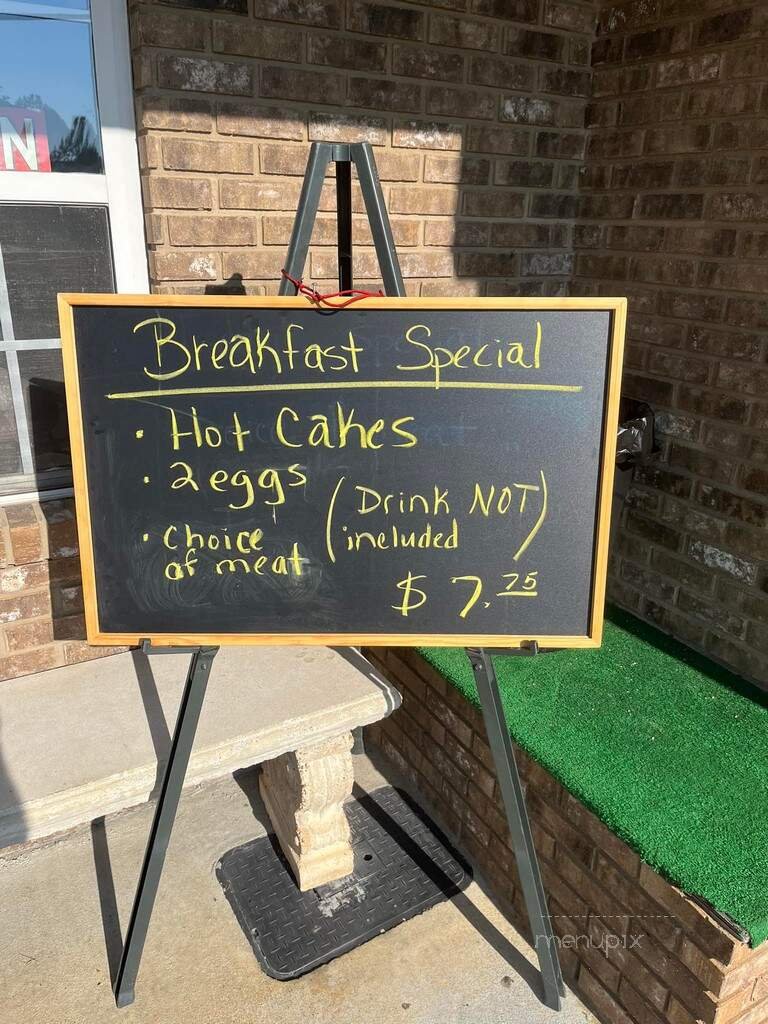 N
Breakfast Special
• Hot Cakes
• 2 eggs
(Drink NOT included)
• choice of meat
$ 7.75
menupix